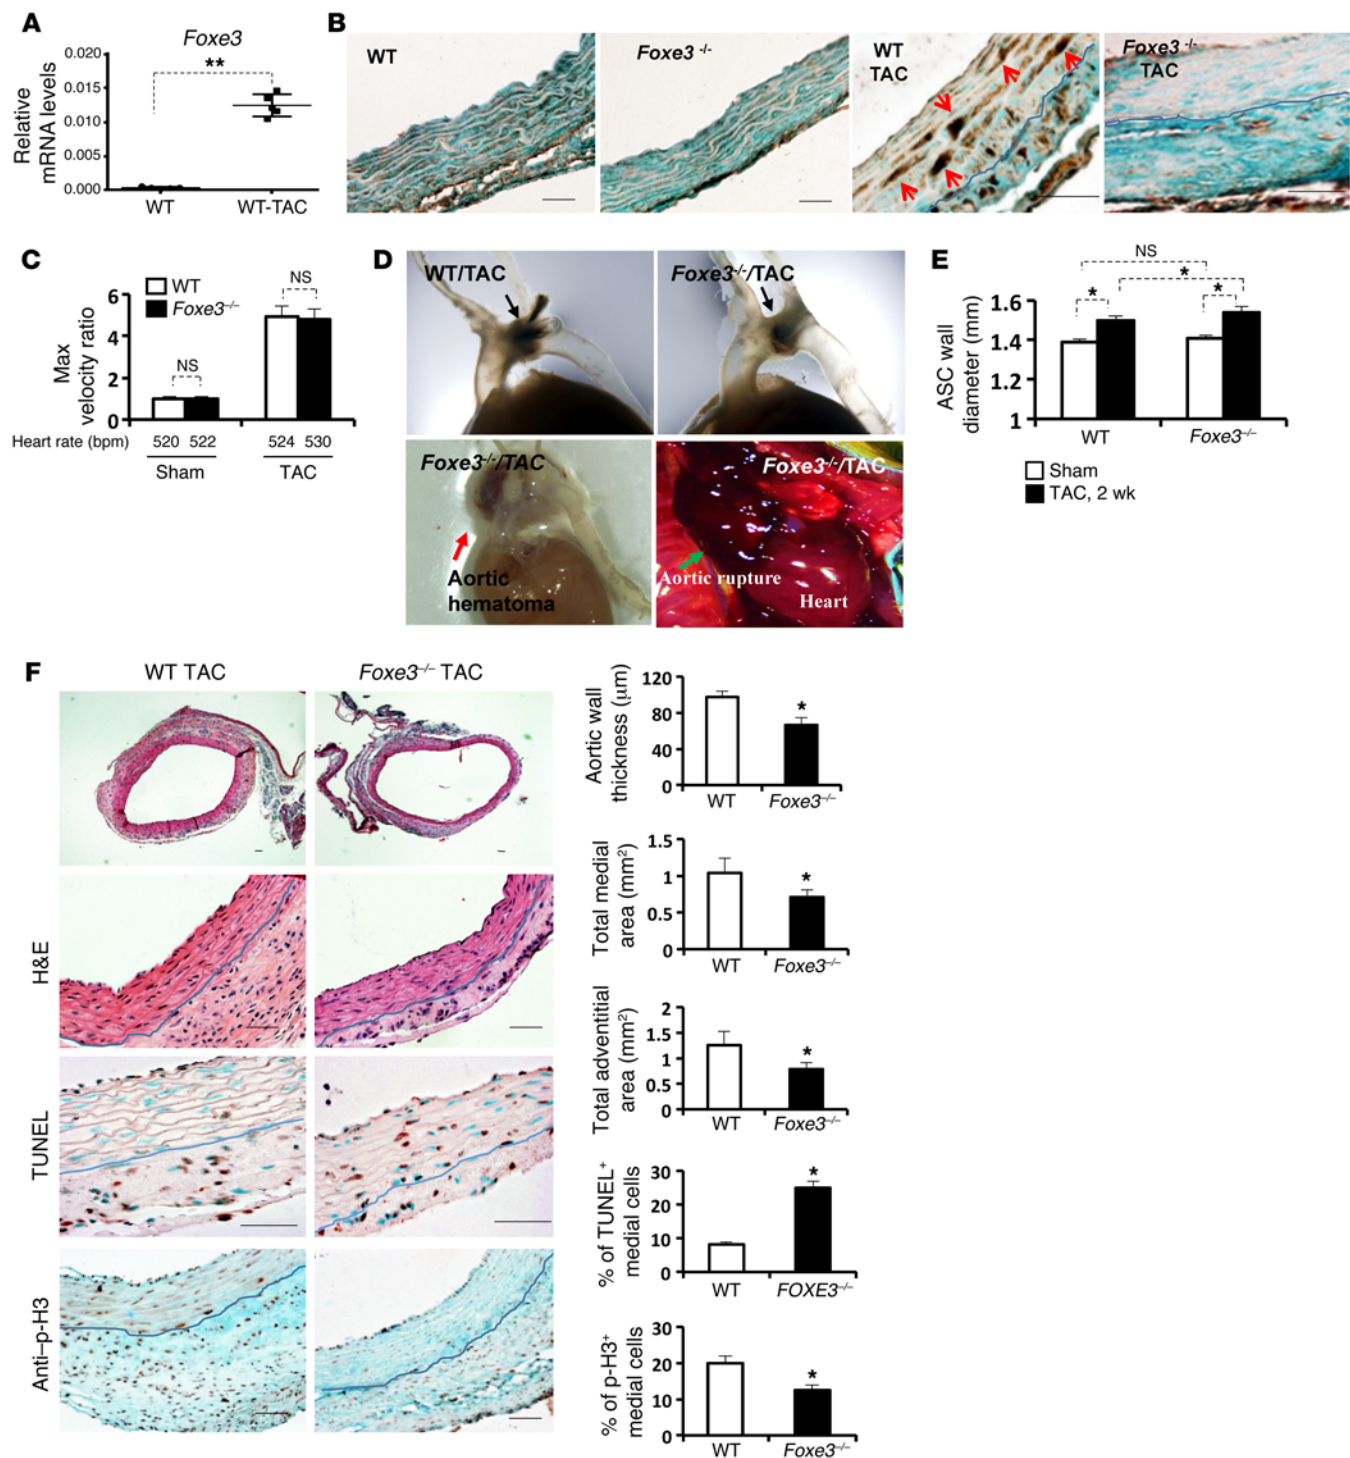 A
Foxe3
Relative
mRNA levels
0.020
0.015
0.010
0.005
0.000
**
WT
WT-TAC
B
WT
Foxe3 -/-
WT
TAC
Foxe3 -/-
TAC
C
WT
Foxe3–/–
Max
velocity ratio
6
4
2
0
NS
NS
Heart rate (bpm)
520 522
524 530
Sham
TAC
D
WT/TAC
Foxe3-/-/TAC
Foxe3-/-/TAC
Aortic
hematoma
Foxe3-/-/TAC
Aortic rupture
Heart
E
NS
*
*
*
ASC wall
diameter (mm)
1.6
1.4
1.2
1
WT
Foxe3–/–
Sham
TAC, 2 wk
F
WT TAC
Foxe3–/– TAC
H&E
TUNEL
Anti–p-H3
Aortic wall
thickness (μm)
120
80
40
0
*
WT
Foxe3–/–
Total medial
area (mm²)
1.5
1
0.5
0
*
WT
Foxe3–/–
Total adventitial
area (mm²)
2
1.5
1
0.5
0
*
WT
Foxe3–/–
% of TUNEL+
medial cells
30
20
10
0
*
WT
FOXE3–/–
% of p-H3+
medial cells
30
20
10
0
*
WT
Foxe3–/–